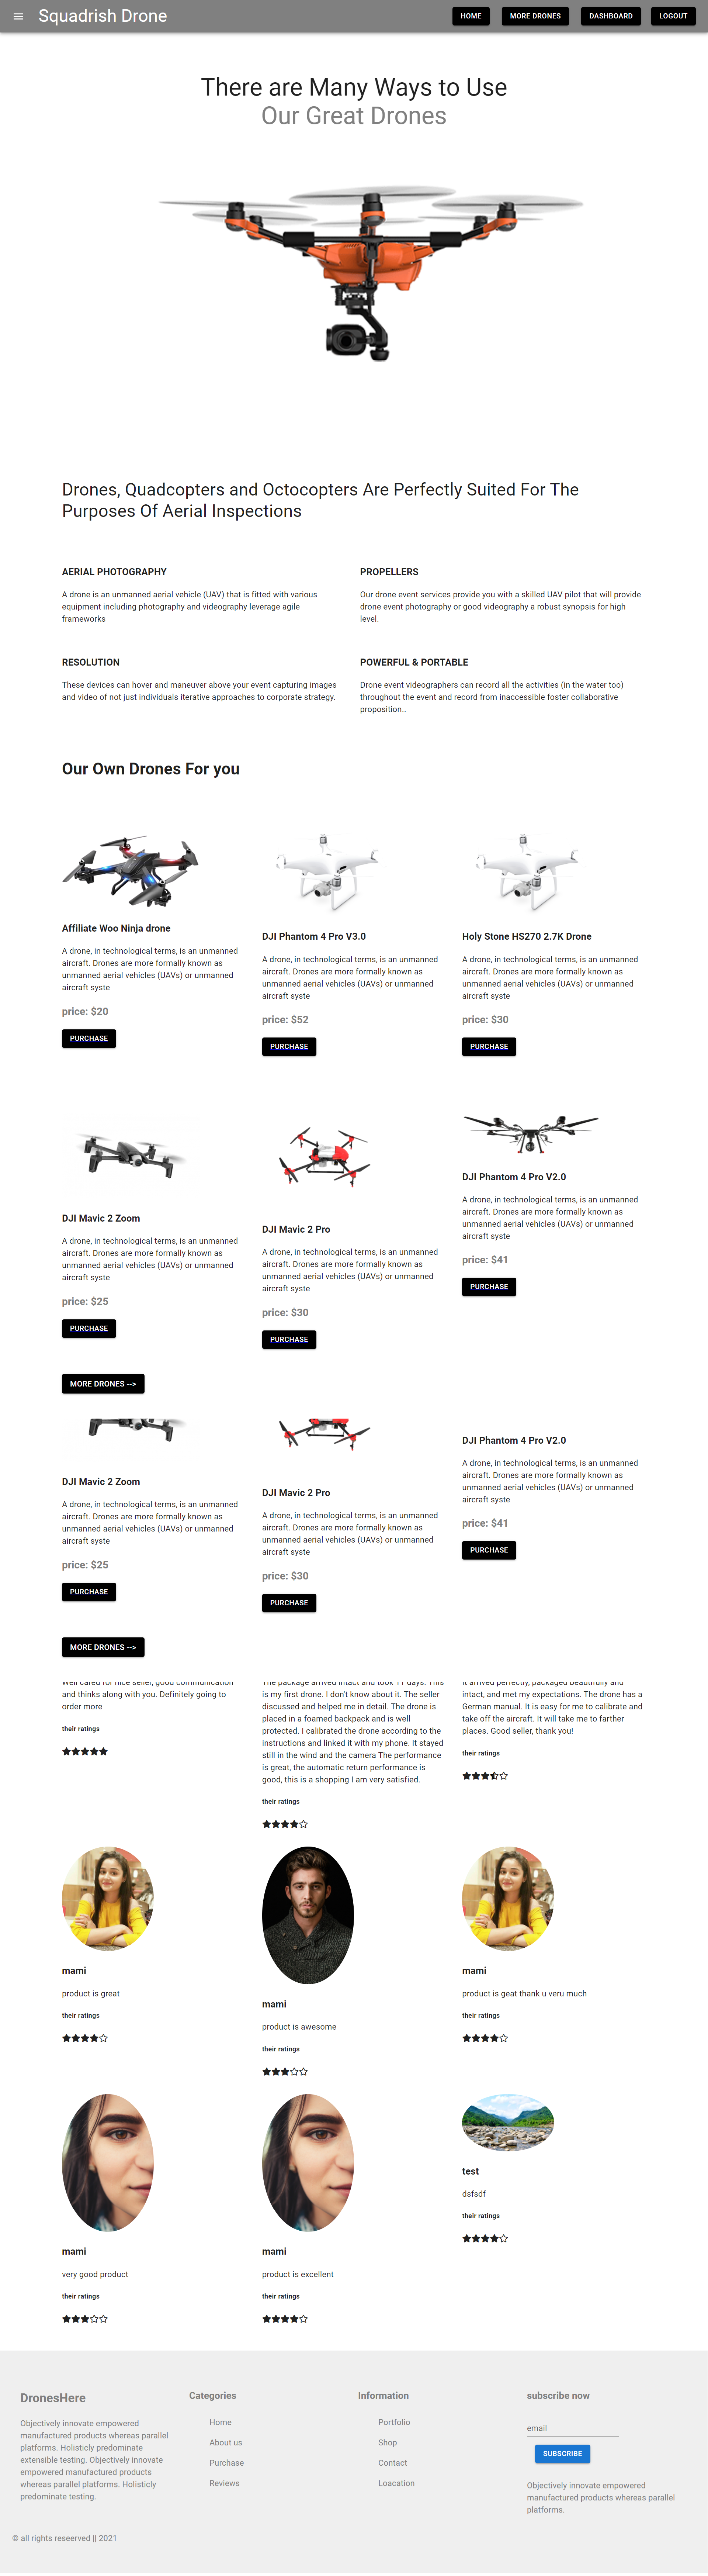 Squadrish Drone
HOME
MORE DRONES
DASHBOARD
LOGOUT
There are Many Ways to Use
Our Great Drones
Drones, Quadcopters and Octocopters Are Perfectly Suited For The
Purposes Of Aerial Inspections
AERIAL PHOTOGRAPHY
A drone is an unmanned aerial vehicle (UAV) that is fitted with various
equipment including photography and videography leverage agile
frameworks
PROPELLERS
Our drone event services provide you with a skilled UAV pilot that will provide
drone event photography or good videography a robust synopsis for high
level.
RESOLUTION
These devices can hover and maneuver above your event capturing images
and video of not just individuals iterative approaches to corporate strategy.
POWERFUL & PORTABLE
Drone event videographers can record all the activities (in the water too)
throughout the event and record from inaccessible foster collaborative
proposition..
Our Own Drones For you
Affiliate Woo Ninja drone
A drone, in technological terms, is an unmanned
aircraft. Drones are more formally known as
unmanned aerial vehicles (UAVs) or unmanned
aircraft syste
price: $20
PURCHASE
DJI Phantom 4 Pro V3.0
A drone, in technological terms, is an unmanned
aircraft. Drones are more formally known as
unmanned aerial vehicles (UAVs) or unmanned
aircraft syste
price: $52
PURCHASE
Holy Stone HS270 2.7K Drone
A drone, in technological terms, is an unmanned
aircraft. Drones are more formally known as
unmanned aerial vehicles (UAVs) or unmanned
aircraft syste
price: $30
PURCHASE
DJI Mavic 2 Zoom
A drone, in technological terms, is an unmanned
aircraft. Drones are more formally known as
unmanned aerial vehicles (UAVs) or unmanned
aircraft syste
price: $25
PURCHASE
DJI Mavic 2 Pro
A drone, in technological terms, is an unmanned
aircraft. Drones are more formally known as
unmanned aerial vehicles (UAVs) or unmanned
aircraft syste
price: $30
PURCHASE
DJI Phantom 4 Pro V2.0
A drone, in technological terms, is an unmanned
aircraft. Drones are more formally known as
unmanned aerial vehicles (UAVs) or unmanned
aircraft syste
price: $41
PURCHASE
MORE DRONES -->
DJI Mavic 2 Zoom
A drone, in technological terms, is an unmanned
aircraft. Drones are more formally known as
unmanned aerial vehicles (UAVs) or unmanned
aircraft syste
price: $25
PURCHASE
DJI Mavic 2 Pro
A drone, in technological terms, is an unmanned
aircraft. Drones are more formally known as
unmanned aerial vehicles (UAVs) or unmanned
aircraft syste
price: $30
PURCHASE
DJI Phantom 4 Pro V2.0
A drone, in technological terms, is an unmanned
aircraft. Drones are more formally known as
unmanned aerial vehicles (UAVs) or unmanned
aircraft syste
price: $41
PURCHASE
MORE DRONES -->
Well cared for nice seller, good communication
and thinks along with you. Definitely going to
order more
their ratings
The package arrived intact and took 11 days. This
is my first drone. I don't know about it. The seller
discussed and helped me in detail. The drone is
placed in a foamed backpack and is well
protected. I calibrated the drone according to the
instructions and linked it with my phone. It stayed
still in the wind and the camera The performance
is great, the automatic return performance is
good, this is a shopping I am very satisfied.
their ratings
It arrived perfectly, packaged beautifully and
intact, and met my expectations. The drone has a
German manual. It is easy for me to calibrate and
take off the aircraft. It will take me to farther
places. Good seller, thank you!
their ratings
mami
product is great
their ratings
mami
product is awesome
their ratings
mami
product is geat thank u veru much
their ratings
mami
very good product
their ratings
mami
product is excellent
their ratings
test
dsfsdf
their ratings
DronesHere
Objectively innovate empowered
manufactured products whereas parallel
platforms. Holisticly predominate
extensible testing. Objectively innovate
empowered manufactured products
whereas parallel platforms. Holisticly
predominate testing.
Categories
Home
About us
Purchase
Reviews
Information
Portfolio
Shop
Contact
Loacation
subscribe now
email
SUBSCRIBE
Objectively innovate empowered
manufactured products whereas parallel
platforms.
© all rights reseerved || 2021